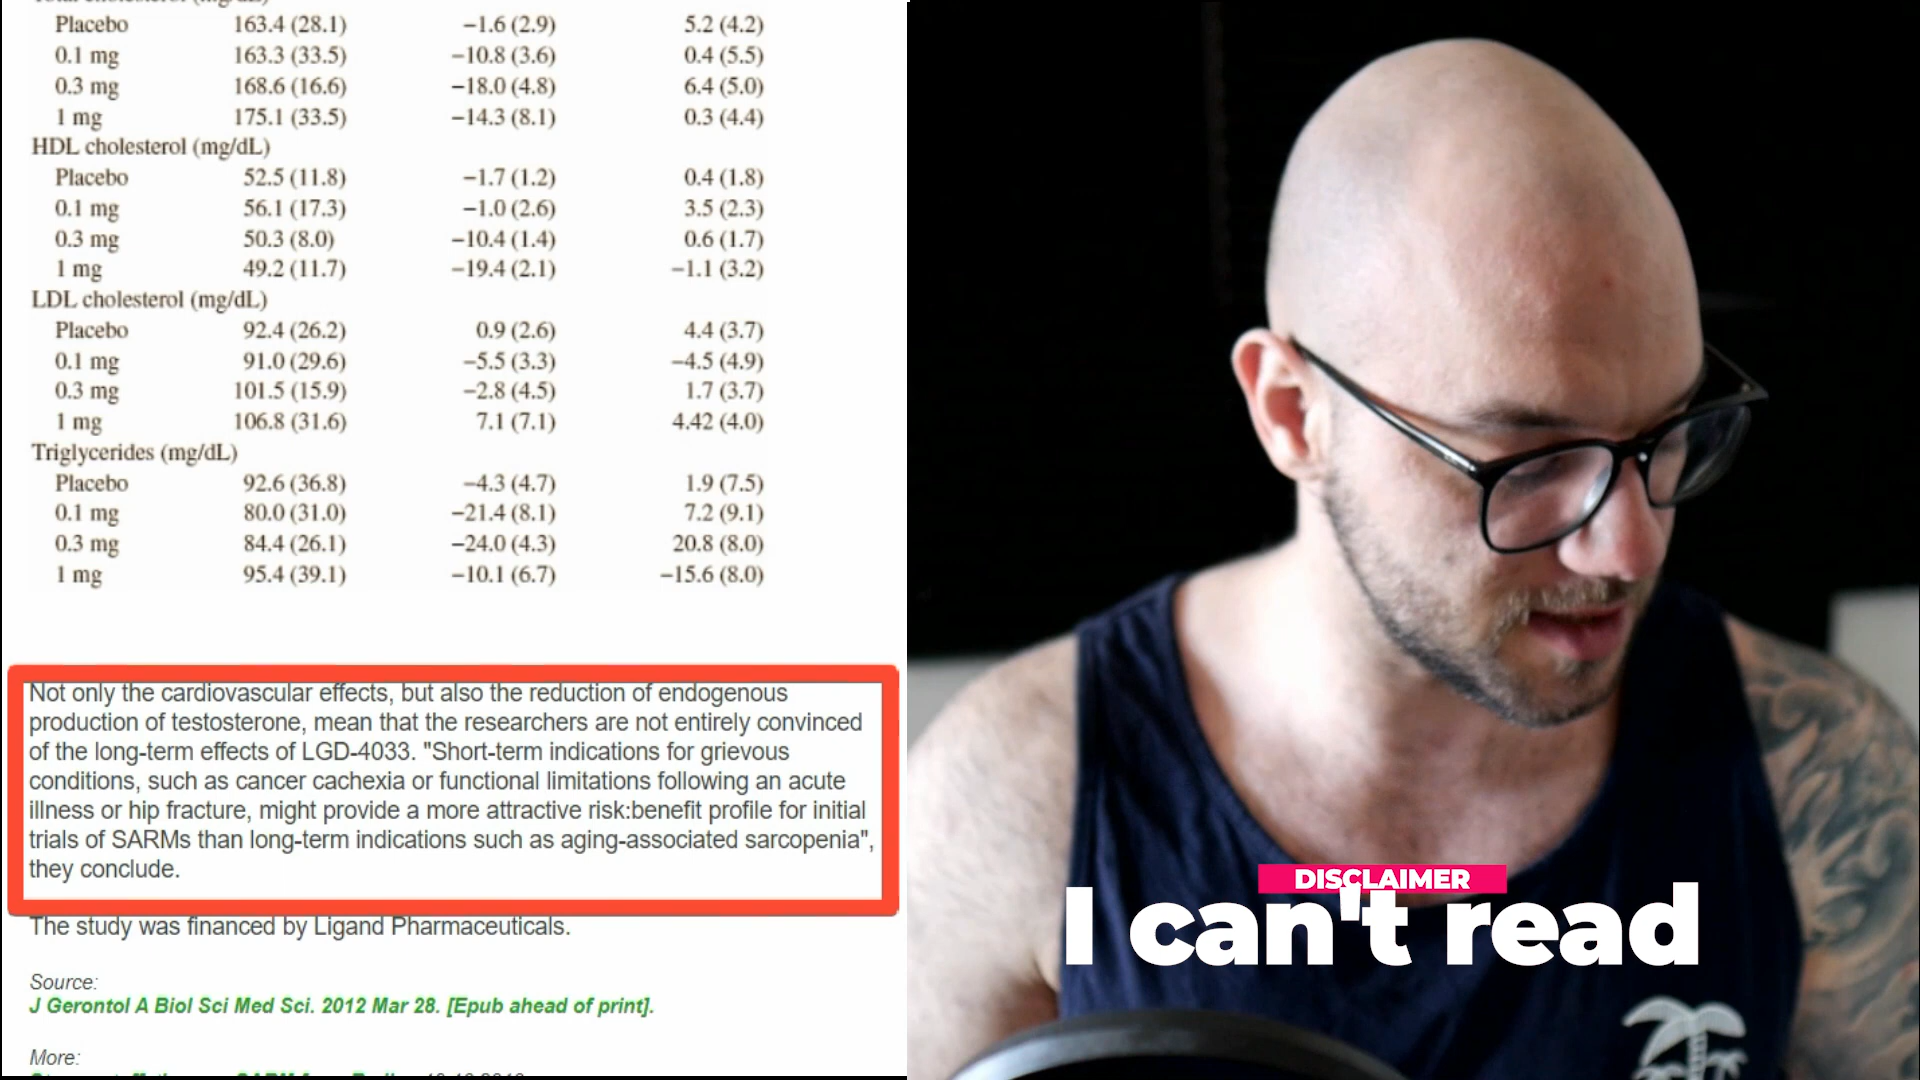 Total cholesterol (mg/dL)
Placebo 163.4 (28.1) −1.6 (2.9) 5.2 (4.2)
0.1 mg 163.3 (33.5) −10.8 (3.6) 0.4 (5.5)
0.3 mg 168.6 (16.6) −18.0 (4.8) 6.4 (5.0)
1 mg 175.1 (33.5) −14.3 (8.1) 0.3 (4.4)
HDL cholesterol (mg/dL)
Placebo 52.5 (11.8) −1.7 (1.2) 0.4 (1.8)
0.1 mg 56.1 (17.3) −1.0 (2.6) 3.5 (2.3)
0.3 mg 50.3 (8.0) −10.4 (1.4) 0.6 (1.7)
1 mg 49.2 (11.7) −19.4 (2.1) −1.1 (3.2)
LDL cholesterol (mg/dL)
Placebo 92.4 (26.2) 0.9 (2.6) 4.4 (3.7)
0.1 mg 91.0 (29.6) −5.5 (3.3) −4.5 (4.9)
0.3 mg 101.5 (15.9) −2.8 (4.5) 1.7 (3.7)
1 mg 106.8 (31.6) 7.1 (7.1) 4.42 (4.0)
Triglycerides (mg/dL)
Placebo 92.6 (36.8) −4.3 (4.7) 1.9 (7.5)
0.1 mg 80.0 (31.0) −21.4 (8.1) 7.2 (9.1)
0.3 mg 84.4 (26.1) −24.0 (4.3) 20.8 (8.0)
1 mg 95.4 (39.1) −10.1 (6.7) −15.6 (8.0)
Not only the cardiovascular effects, but also the reduction of endogenous
production of testosterone, mean that the researchers are not entirely convinced
of the long-term effects of LGD-4033. "Short-term indications for grievous
conditions, such as cancer cachexia or functional limitations following an acute
illness or hip fracture, might provide a more attractive risk:benefit profile for initial
trials of SARMs than long-term indications such as aging-associated sarcopenia",
they conclude.
The study was financed by Ligand Pharmaceuticals.
Source:
J Gerontol A Biol Sci Med Sci. 2012 Mar 28. [Epub ahead of print].
More:
DISCLAIMER
I can't read